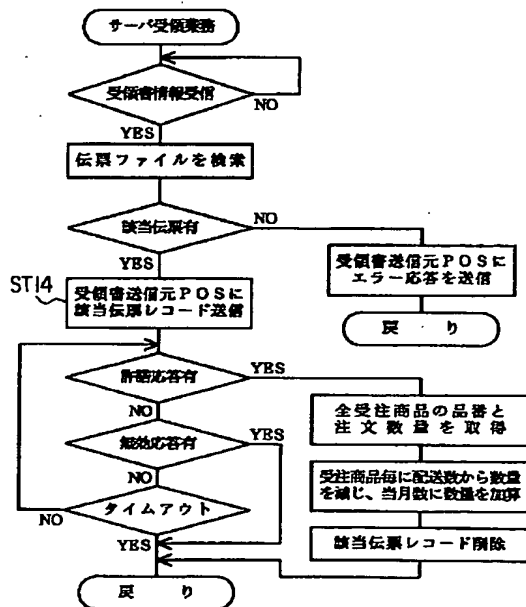 サーバ受領業務
受領書情報受信
NO
YES
伝票ファイルを検索
該当伝票有
NO
YES
受領書送信元POSに
エラー応答を送信
戻り
ST14
受領書送信元POSに
該当伝票レコード送信
許諾応答有
YES
NO
全受注商品の品番と
注文数量を取得
無効応答有
YES
NO
受注商品毎に配送数から数量
を減じ、当月数に数量を加算
タイムアウト
NO
YES
該当伝票レコード削除
戻り